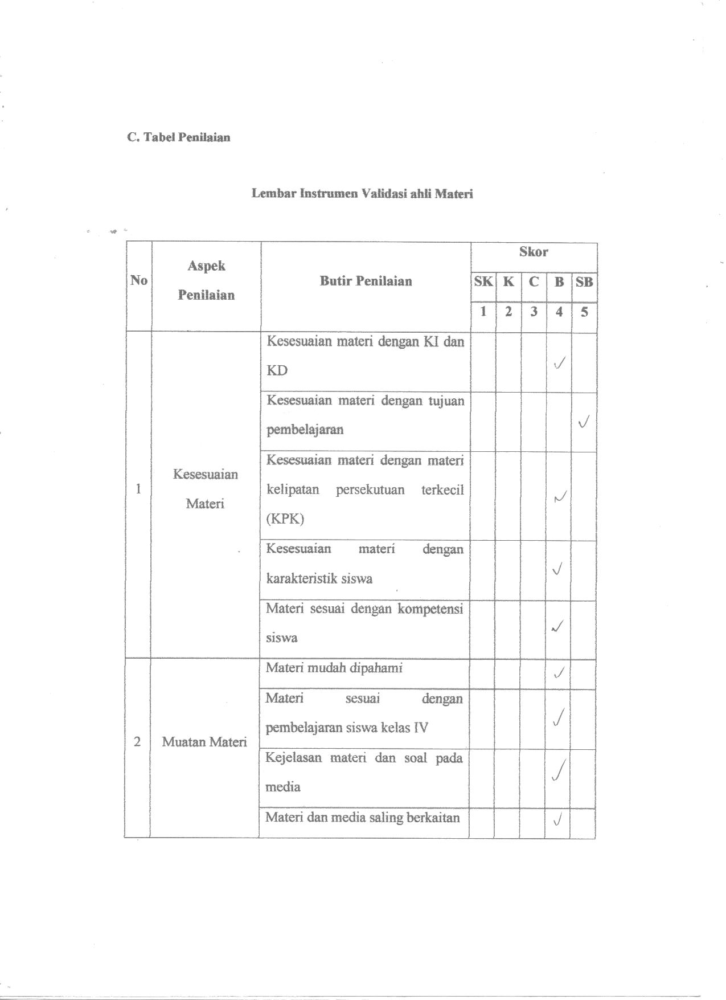 C. Tabel Penilaian
Lembar Instrumen Validasi ahli Materi
No
Aspek
Penilaian
Butir Penilaian
Skor
SK K C B SB
1 2 3 4 5
1
Kesesuaian
Materi
Kesesuaian materi dengan KI dan
KD
✓
Kesesuaian materi dengan tujuan
pembelajaran
✓
Kesesuaian materi dengan materi
kelipatan persekutuan terkecil
(KPK)
✓
Kesesuaian materi dengan
karakteristik siswa
✓
Materi sesuai dengan kompetensi
siswa
✓
2
Muatan Materi
Materi mudah dipahami ✓
Materi sesuai dengan
pembelajaran siswa kelas IV
✓
Kejelasan materi dan soal pada
media
✓
Materi dan media saling berkaitan ✓